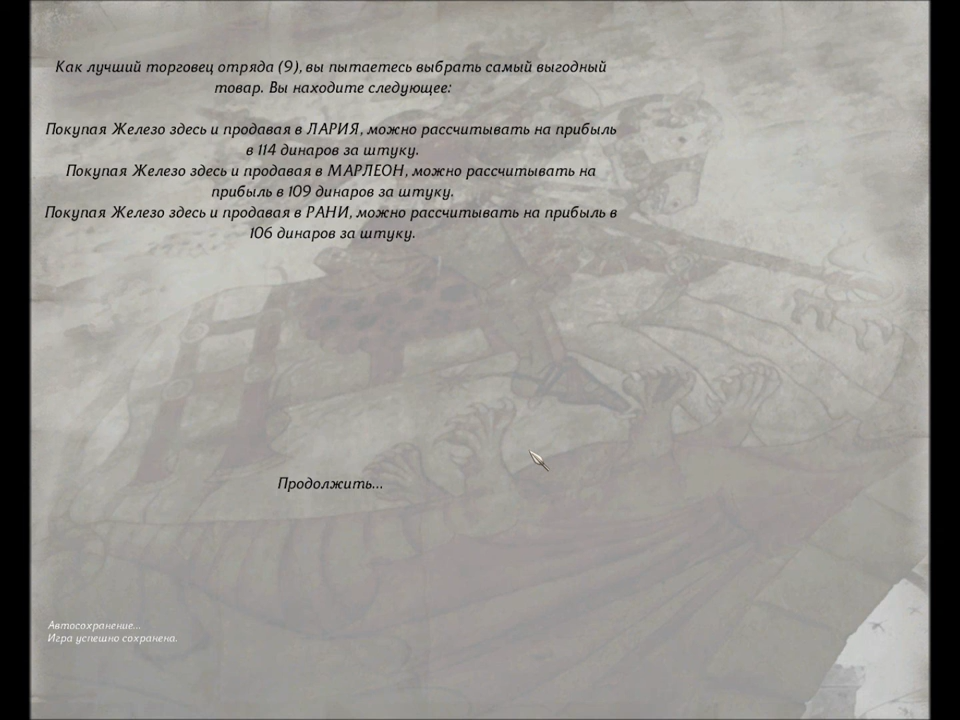 Как лучший торговец отряда (9), вы пытаетесь выбрать самый выгодный
товар. Вы находите следующее:
Покупая Железо здесь и продавая в ЛАРИЯ, можно рассчитывать на прибыль
в 114 динаров за штуку.
Покупая Железо здесь и продавая в МАРЛЕОН, можно рассчитывать на
прибыль в 109 динаров за штуку.
Покупая Железо здесь и продавая в РАНИ, можно рассчитывать на прибыль в
106 динаров за штуку.
Продолжить...
Автосохранение...
Игра успешно сохранена.